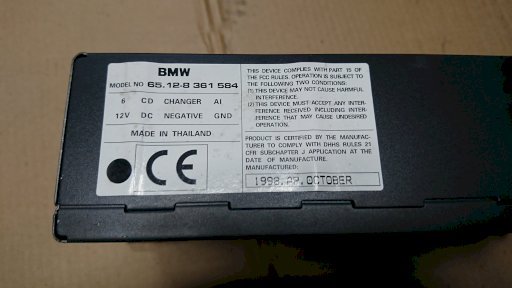 BMW
MODEL NO 65.12-8 361 584
6 CD CHANGER AI
12V DC NEGATIVE GND
MADE IN THAILAND
CE
THIS DEVICE COMPLIES WITH PART 15 OF
THE FCC RULES. OPERATION IS SUBJECT TO
THE FOLLOWING TWO CONDITIONS:
(1) THIS DEVICE MAY NOT CAUSE HARMFUL
INTERFERENCE.
(2) THIS DEVICE MUST ACCEPT ANY INTER-
FERENCE RECEIVED INCLUDING INTER-
FERENCE THAT MAY CAUSE UNDESIRED
OPERATION.
PRODUCT IS CERTIFIED BY THE MANUFAC-
TURER TO COMPLY WITH DHHS RULES 21
CFR SUBCHAPTER J APPLICATION AT THE
DATE OF MANUFACTURE.
MANUFACTURED:
OCTOBER